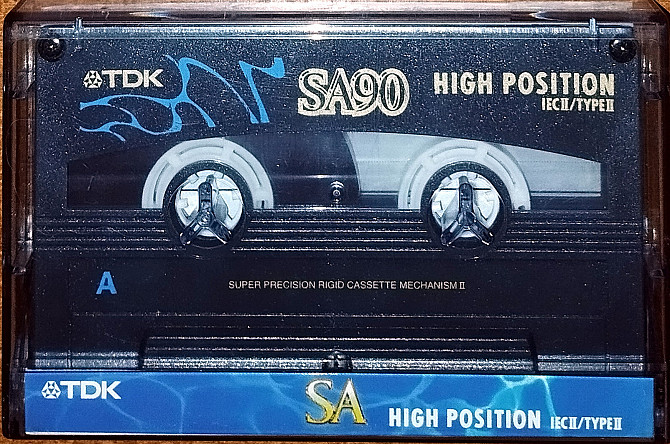 TDK SA90 HIGH POSITION
IECⅡ/TYPEⅡ
A SUPER PRECISION RIGID CASSETTE MECHANISM Ⅱ
TDK SA HIGH POSITION IECⅡ/TYPEⅡ